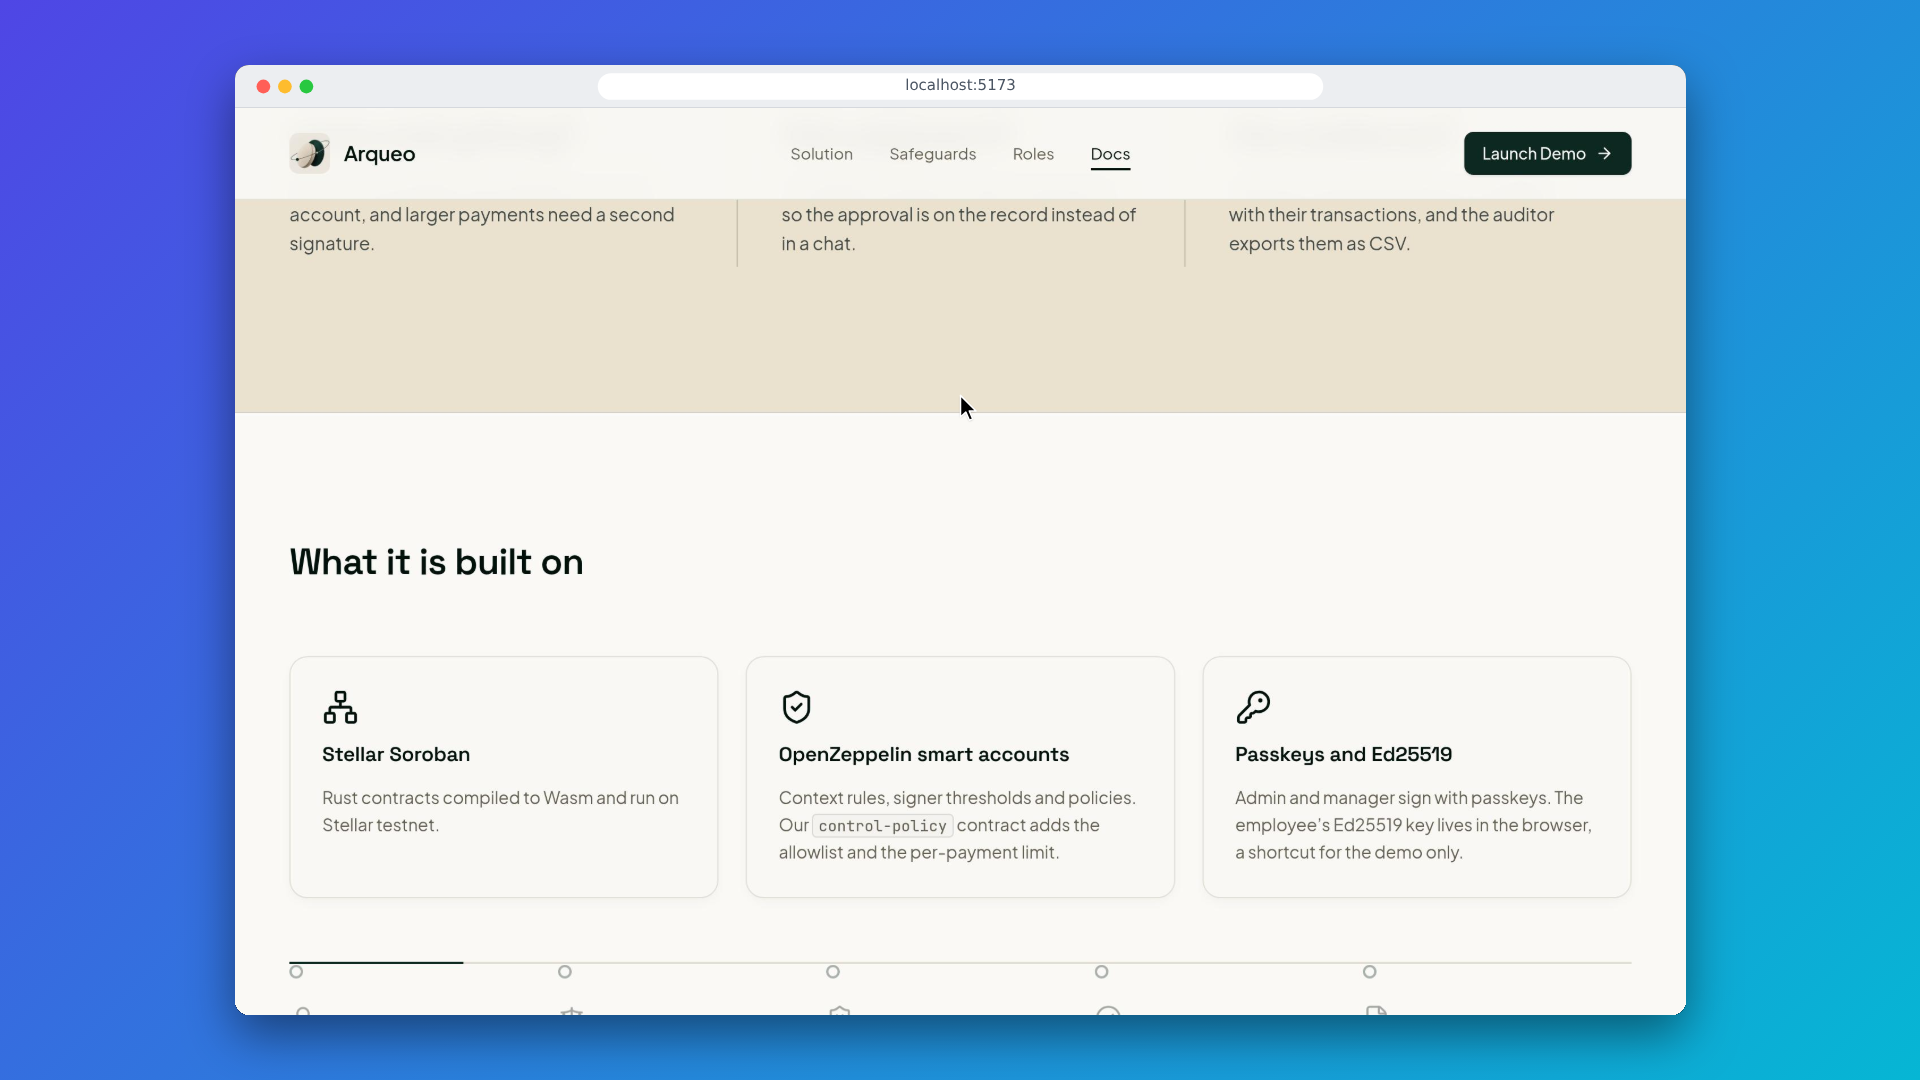 localhost:5173
Arqueo
Solution
Safeguards
Roles
Docs
Launch Demo
account, and larger payments need a second
signature.
so the approval is on the record instead of
in a chat.
with their transactions, and the auditor
exports them as CSV.
What it is built on
Stellar Soroban
Rust contracts compiled to Wasm and run on
Stellar testnet.
OpenZeppelin smart accounts
Context rules, signer thresholds and policies.
Our control-policy contract adds the
allowlist and the per-payment limit.
Passkeys and Ed25519
Admin and manager sign with passkeys. The
employee’s Ed25519 key lives in the browser,
a shortcut for the demo only.